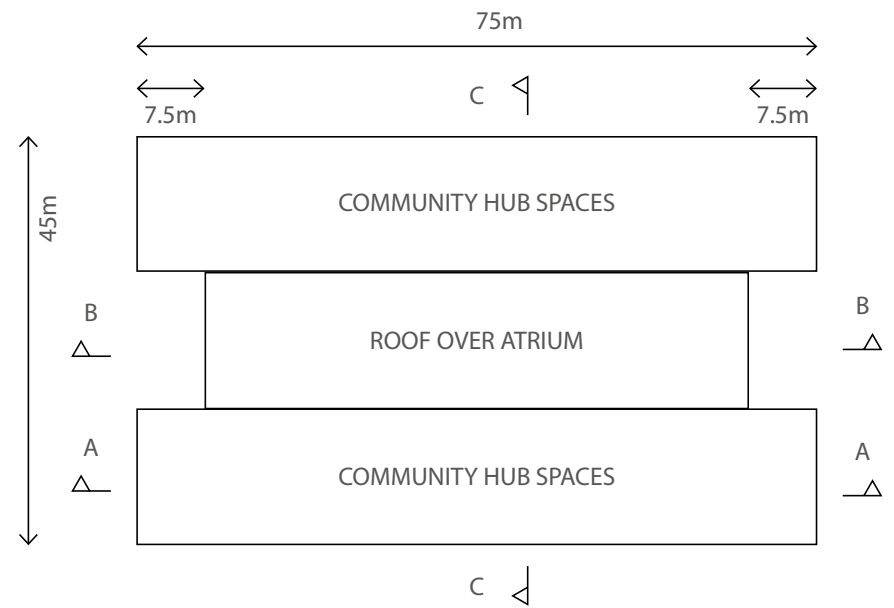 75m
C
7.5m
7.5m
45m
COMMUNITY HUB SPACES
B
B
ROOF OVER ATRIUM
A
A
COMMUNITY HUB SPACES
C